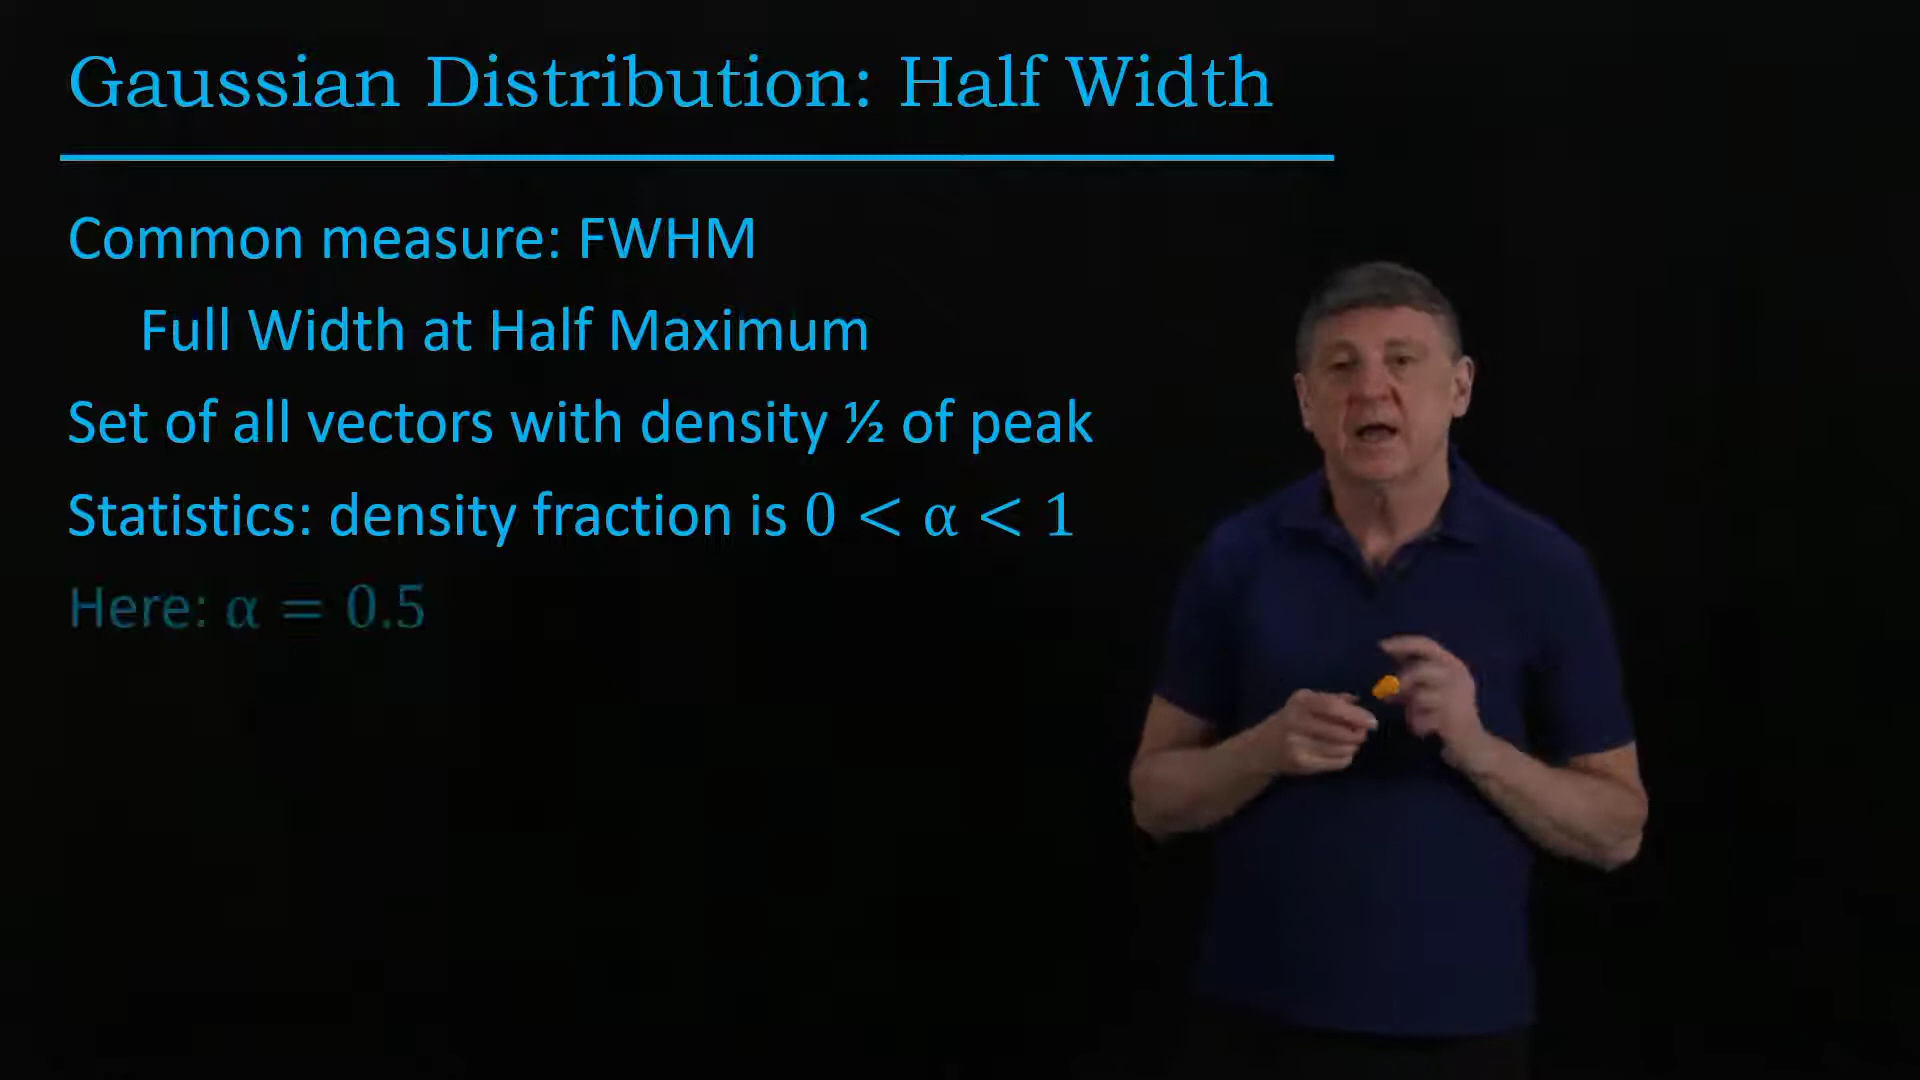 Gaussian Distribution: Half Width
Common measure: FWHM
Full Width at Half Maximum
Set of all vectors with density ½ of peak
Statistics: density fraction is 0 < α < 1
Here: α = 0.5